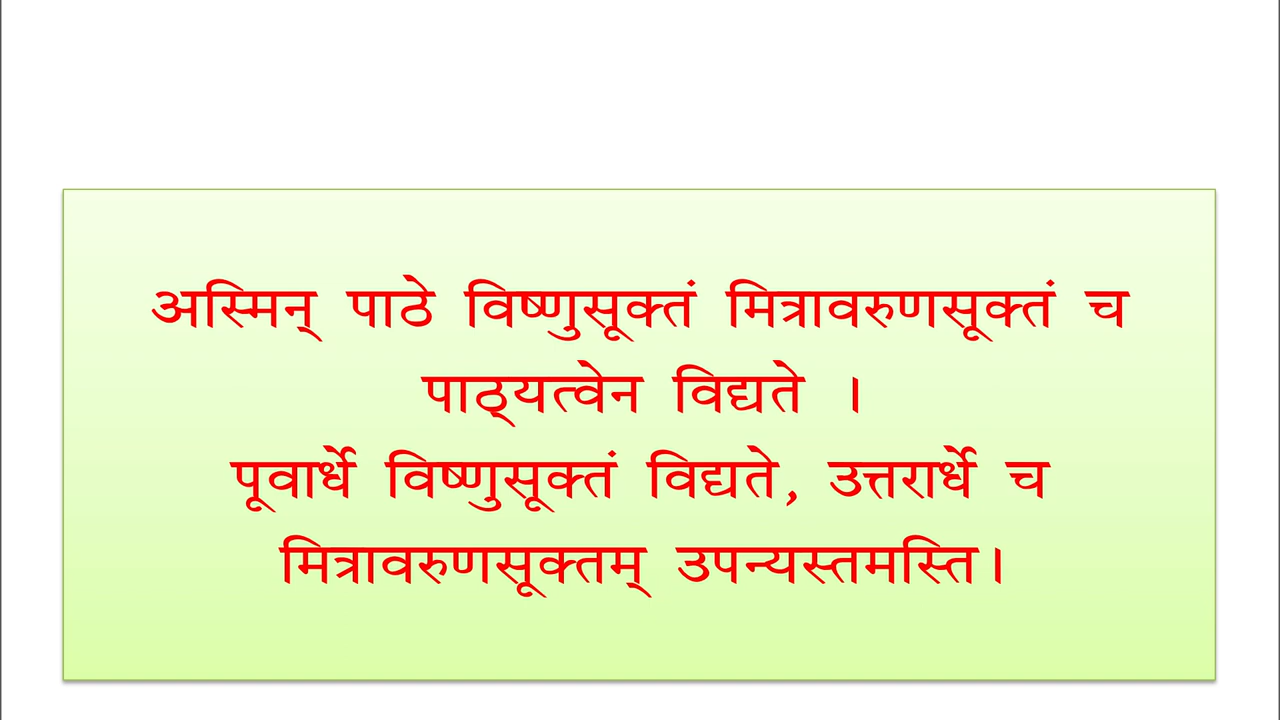 अस्मिन् पाठे विष्णुसूक्तं मित्रावरुणसूक्तं च
पाठ्यत्वेन विद्यते ।
पूवार्धे विष्णुसूक्तं विद्यते, उत्तरार्धे च
मित्रावरुणसूक्तम् उपन्यस्तमस्ति।